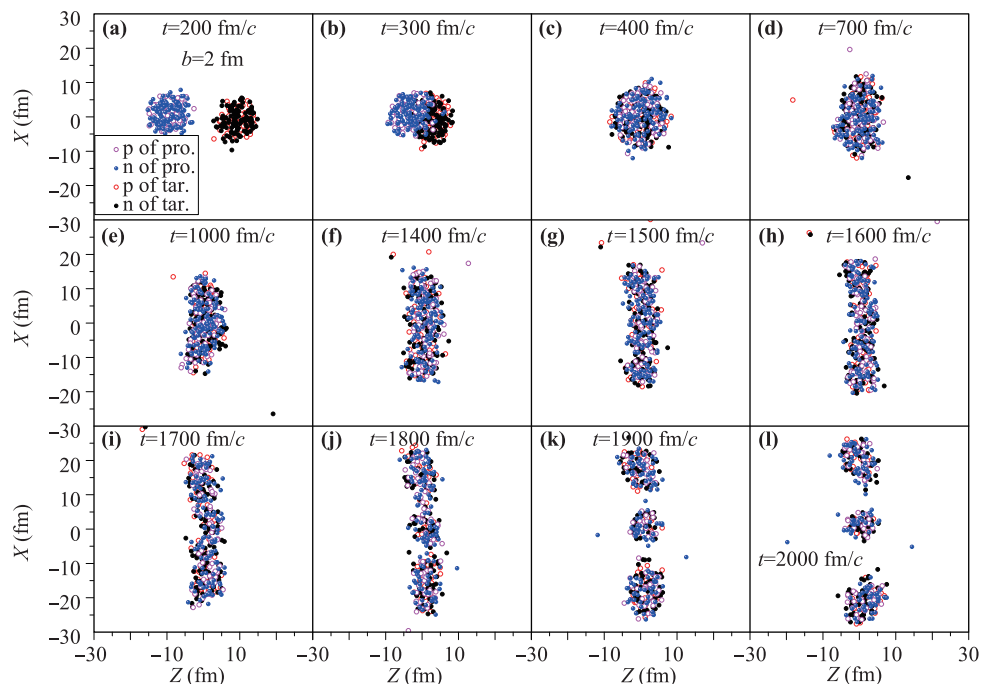 (a) t=200 fm/c
b=2 fm
p of pro.
n of pro.
p of tar.
n of tar.
(b) t=300 fm/c
(c) t=400 fm/c
(d) t=700 fm/c
30
20
10
0
−10
−20
X (fm)
−30
(e) t=1000 fm/c
(f) t=1400 fm/c
(g) t=1500 fm/c
(h) t=1600 fm/c
20
10
0
−10
−20
X (fm)
−30
(i) t=1700 fm/c
(j) t=1800 fm/c
(k) t=1900 fm/c
(l)
t=2000 fm/c
20
10
0
−10
−20
−30
X (fm)
−30 −10 10 −30 −10 10 −30 −10 10 −30 −10 10 30
Z (fm) Z (fm) Z (fm) Z (fm)